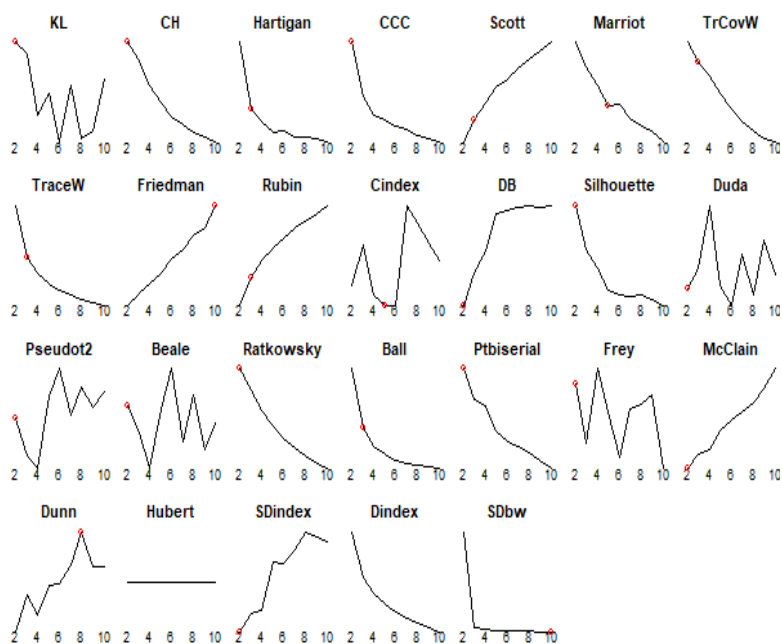 KL CH Hartigan CCC Scott Marriot TrCovW
2 4 6 8 10 2 4 6 8 10 2 4 6 8 10 2 4 6 8 10 2 4 6 8 10 2 4 6 8 10 2 4 6 8 10
TraceW Friedman Rubin Cindex DB Silhouette Duda
2 4 6 8 10 2 4 6 8 10 2 4 6 8 10 2 4 6 8 10 2 4 6 8 10 2 4 6 8 10 2 4 6 8 10
Pseudot2 Beale Ratkowsky Ball Ptbiserial Frey McClain
2 4 6 8 10 2 4 6 8 10 2 4 6 8 10 2 4 6 8 10 2 4 6 8 10 2 4 6 8 10 2 4 6 8 10
Dunn Hubert SDindex Dindex SDbw
2 4 6 8 10 2 4 6 8 10 2 4 6 8 10 2 4 6 8 10 2 4 6 8 10